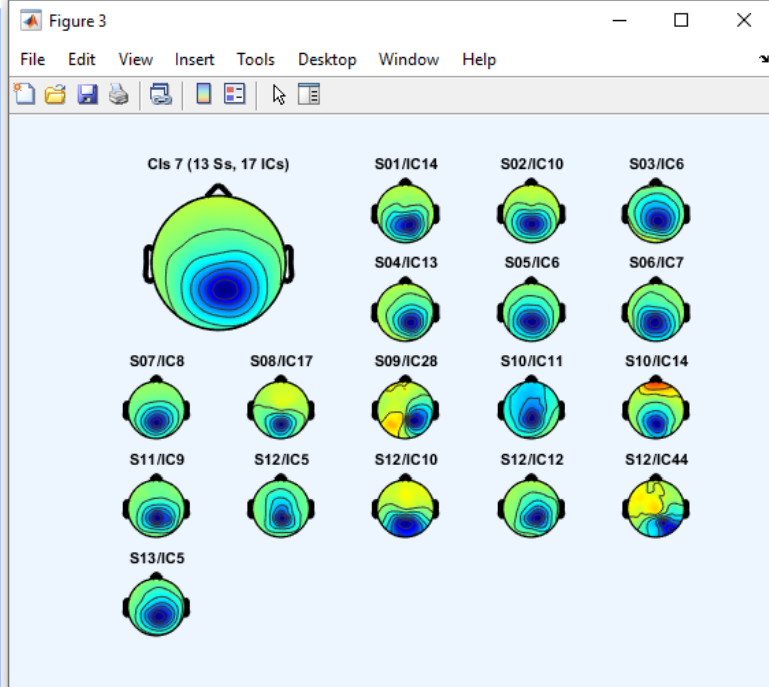 Figure 3
File Edit View Insert Tools Desktop Window Help
Cls 7 (13 Ss, 17 ICs) S01/IC14 S02/IC10 S03/IC6
S04/IC13 S05/IC6 S06/IC7
S07/IC8 S08/IC17 S09/IC28 S10/IC11 S10/IC14
S11/IC9 S12/IC5 S12/IC10 S12/IC12 S12/IC44
S13/IC5